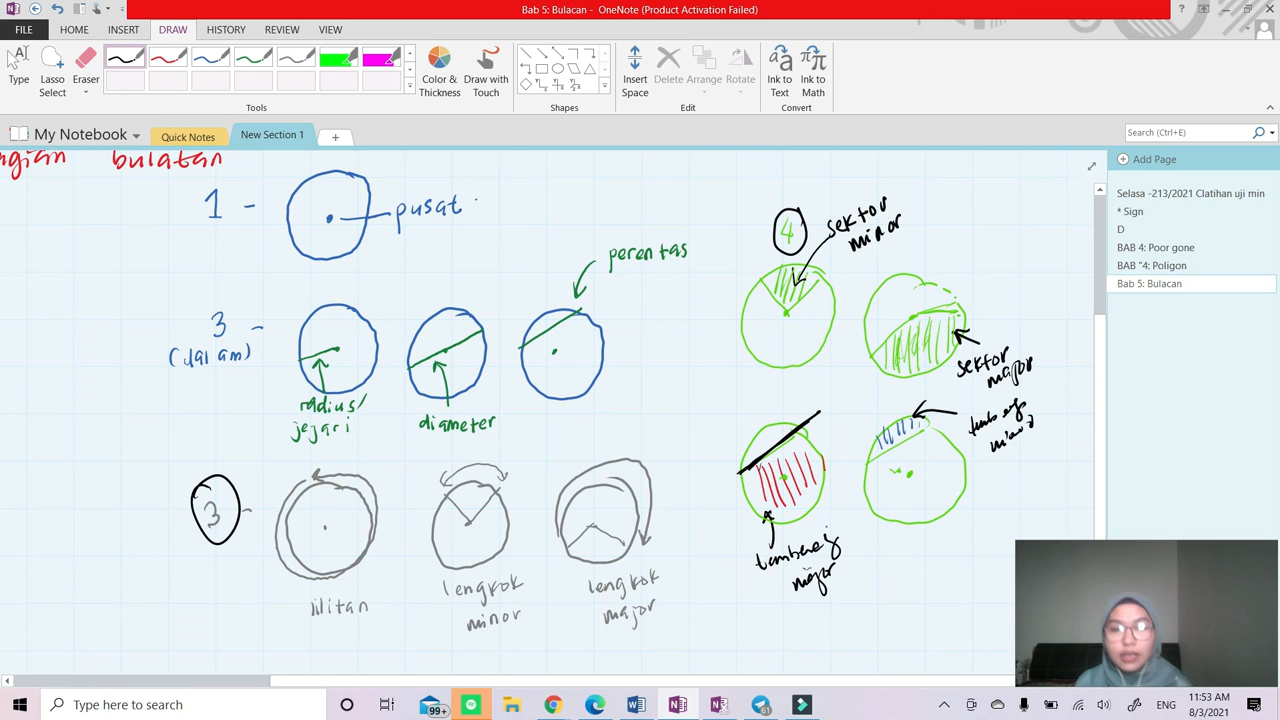 Bab 5: Bulacan - OneNote (Product Activation Failed)
FILE HOME INSERT DRAW HISTORY REVIEW VIEW
Type
Lasso Select
Eraser
Color & Thickness
Draw with Touch
Insert Space
Delete
Arrange
Rotate
Ink to Text
Ink to Math
Tools
Shapes
Edit
Convert
My Notebook
Quick Notes
New Section 1
Search (Ctrl+E)
Add Page
Selasa -213/2021 Clatihan uji min
* Sign
D
BAB 4: Poor gone
BAB "4: Poligon
Bab 5: Bulacan
gian bulatan
1 - pusat
3 - (dalam)
radius/
jejari
diameter
perentas
3 -
lilitan
lengkok
minor
lengkok
major
4
sektor
minor
sektor
major
tembereng
major
minor
Type here to search
99+
61
ENG
11:53 AM
8/3/2021